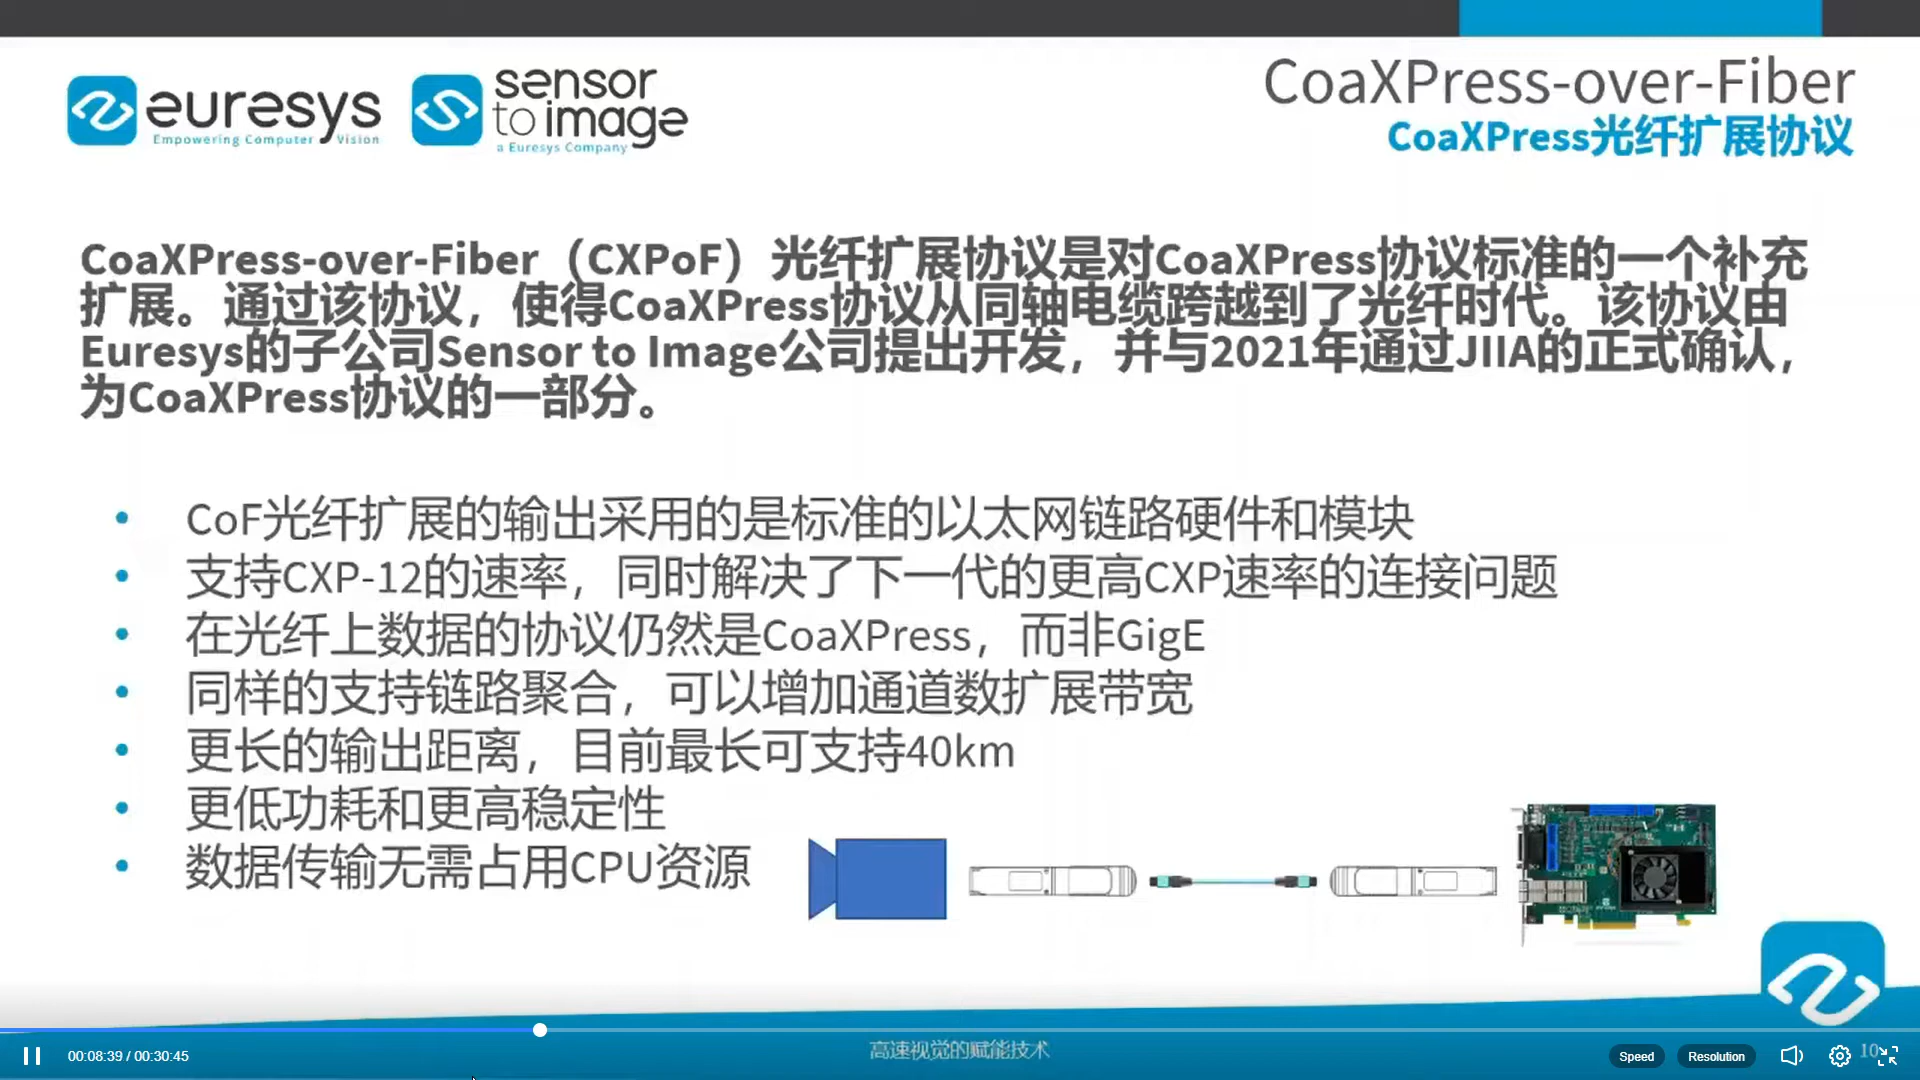 euresys
Empowering Computer Vision
sensor
to image
a Euresys Company
CoaXPress-over-Fiber
CoaXPress光纤扩展协议
CoaXPress-over-Fiber（CXPoF）光纤扩展协议是对CoaXPress协议标准的一个补充
扩展。通过该协议，使得CoaXPress协议从同轴电缆跨越到了光纤时代。该协议由
Euresys的子公司Sensor to Image公司提出开发，并与2021年通过JIIA的正式确认，
为CoaXPress协议的一部分。
• CoF光纤扩展的输出采用的是标准的以太网链路硬件和模块
• 支持CXP-12的速率，同时解决了下一代的更高CXP速率的连接问题
• 在光纤上数据的协议仍然是CoaXPress，而非GigE
• 同样的支持链路聚合，可以增加通道数扩展带宽
• 更长的输出距离，目前最长可支持40km
• 更低功耗和更高稳定性
• 数据传输无需占用CPU资源
00:08:39 / 00:30:45
高速视觉的赋能技术
Speed
Resolution
10